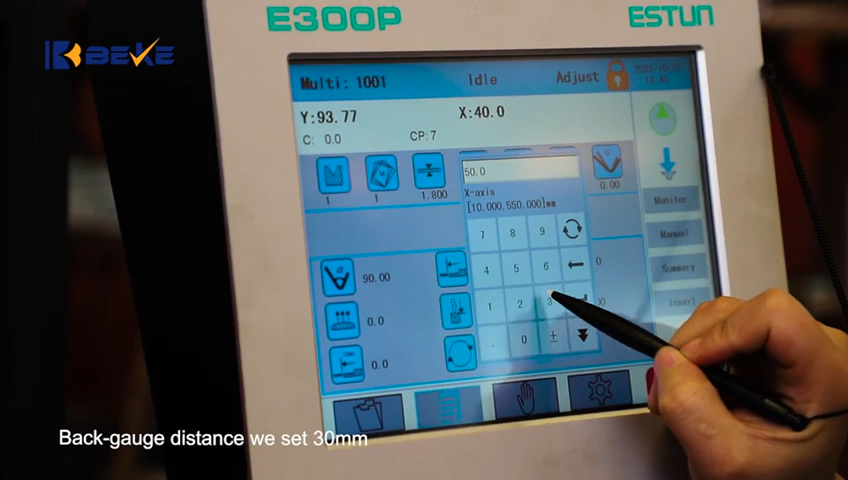 E300P
ESTUN
BEKE
Multi: 1001
Idle
Adjust
Y:93.77
X:40.0
C: 0.0
CP:7
50.0
X-axis
[10.000,550.000]mm
1
1
1.800
0.00
7 8 9
4 5 6
1 2 3
. 0 ±
α 90.00
0.0
0.0
0
Monitor
Manual
Summary
Insert
Back-gauge distance we set 30mm